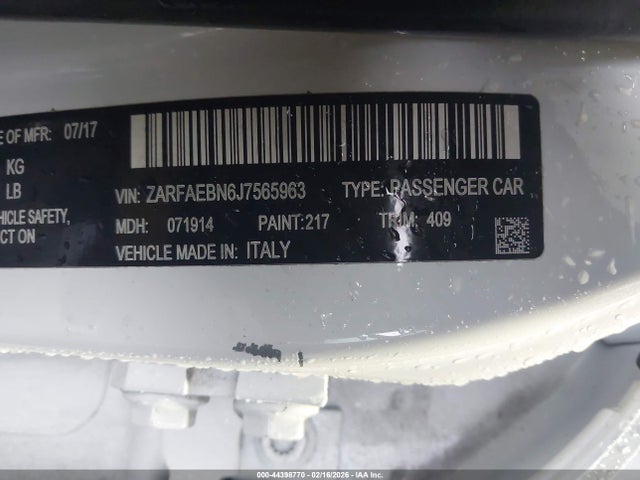 E OF MFR: 07/17
KG
LB
VIN: ZARFAEBN6J7565963 TYPE: PASSENGER CAR
HICLE SAFETY,
MDH: 071914 PAINT: 217 TRIM: 409
CT ON
VEHICLE MADE IN: ITALY
000-44398770 - 02/16/2026 - IAA Inc.